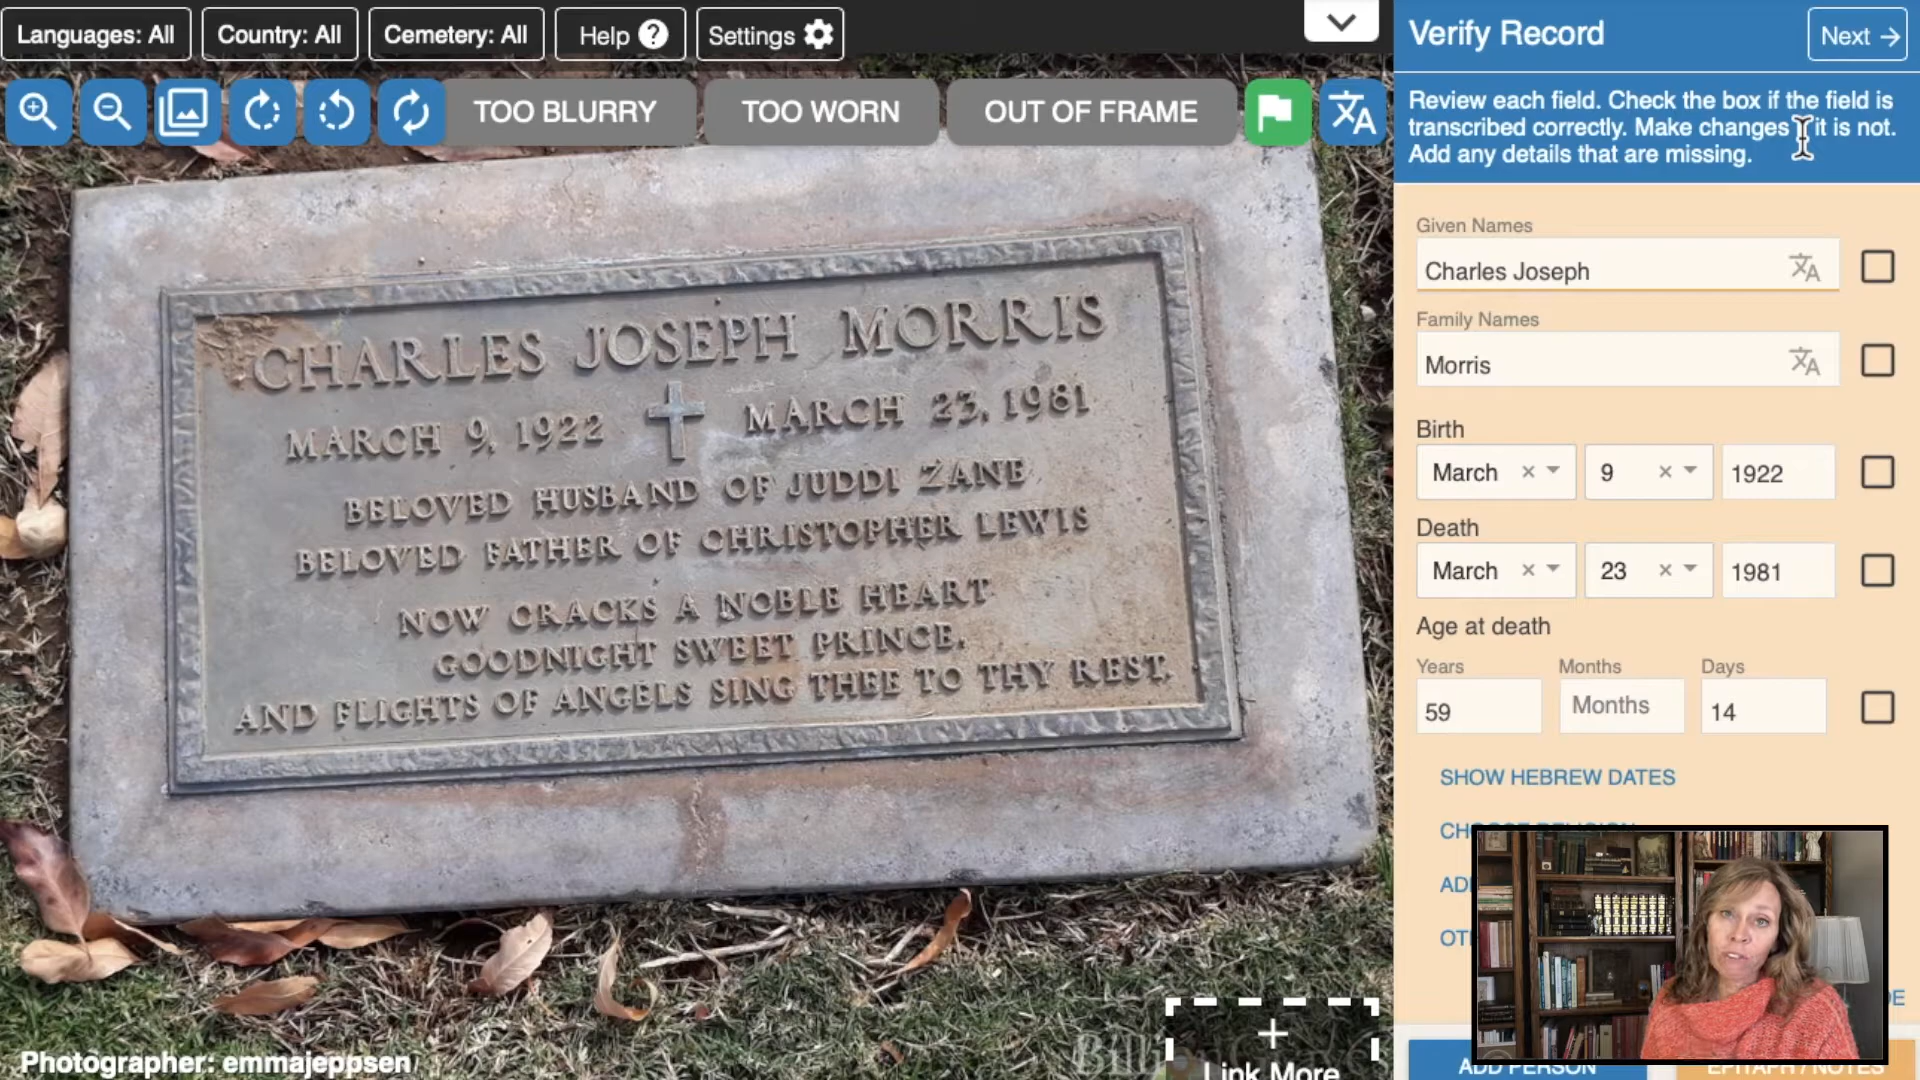 Languages: All
Country: All
Cemetery: All
Help ?
Settings
TOO BLURRY
TOO WORN
OUT OF FRAME
CHARLES JOSEPH MORRIS
MARCH 9, 1922 MARCH 23, 1981
BELOVED HUSBAND OF JUDDI ZANE
BELOVED FATHER OF CHRISTOPHER LEWIS
NOW CRACKS A NOBLE HEART
GOODNIGHT SWEET PRINCE,
AND FLIGHTS OF ANGELS SING THEE TO THY REST.
Photographer: emmajeppsen
Link More
Verify Record
Next →
Review each field. Check the box if the field is
transcribed correctly. Make changes it is not.
Add any details that are missing.
Given Names
Charles Joseph
Family Names
Morris
Birth
March 9 1922
Death
March 23 1981
Age at death
Years Months Days
59 Months 14
SHOW HEBREW DATES
ADD PERSON
EPITAPH / NOTES